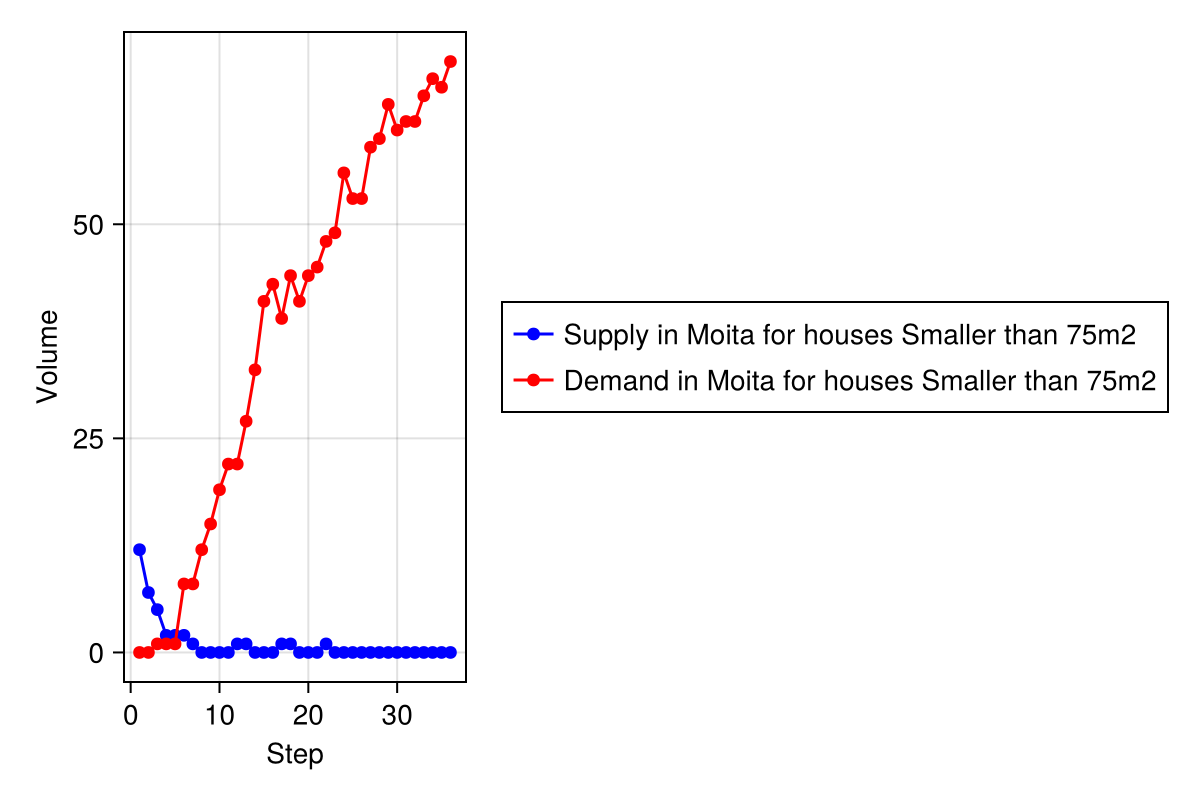 50
25
0
Volume
0 10 20 30
Step
Supply in Moita for houses Smaller than 75m2
Demand in Moita for houses Smaller than 75m2